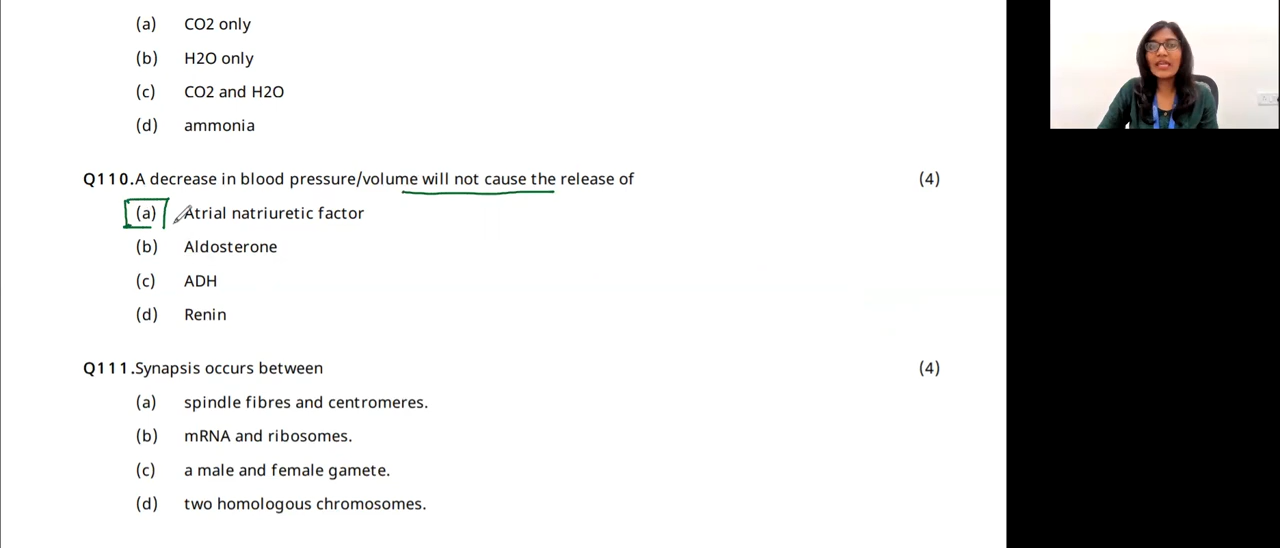 (a) CO2 only
(b) H2O only
(c) CO2 and H2O
(d) ammonia
Q110.A decrease in blood pressure/volume will not cause the release of (4)
(a) Atrial natriuretic factor
(b) Aldosterone
(c) ADH
(d) Renin
Q111.Synapsis occurs between (4)
(a) spindle fibres and centromeres.
(b) mRNA and ribosomes.
(c) a male and female gamete.
(d) two homologous chromosomes.